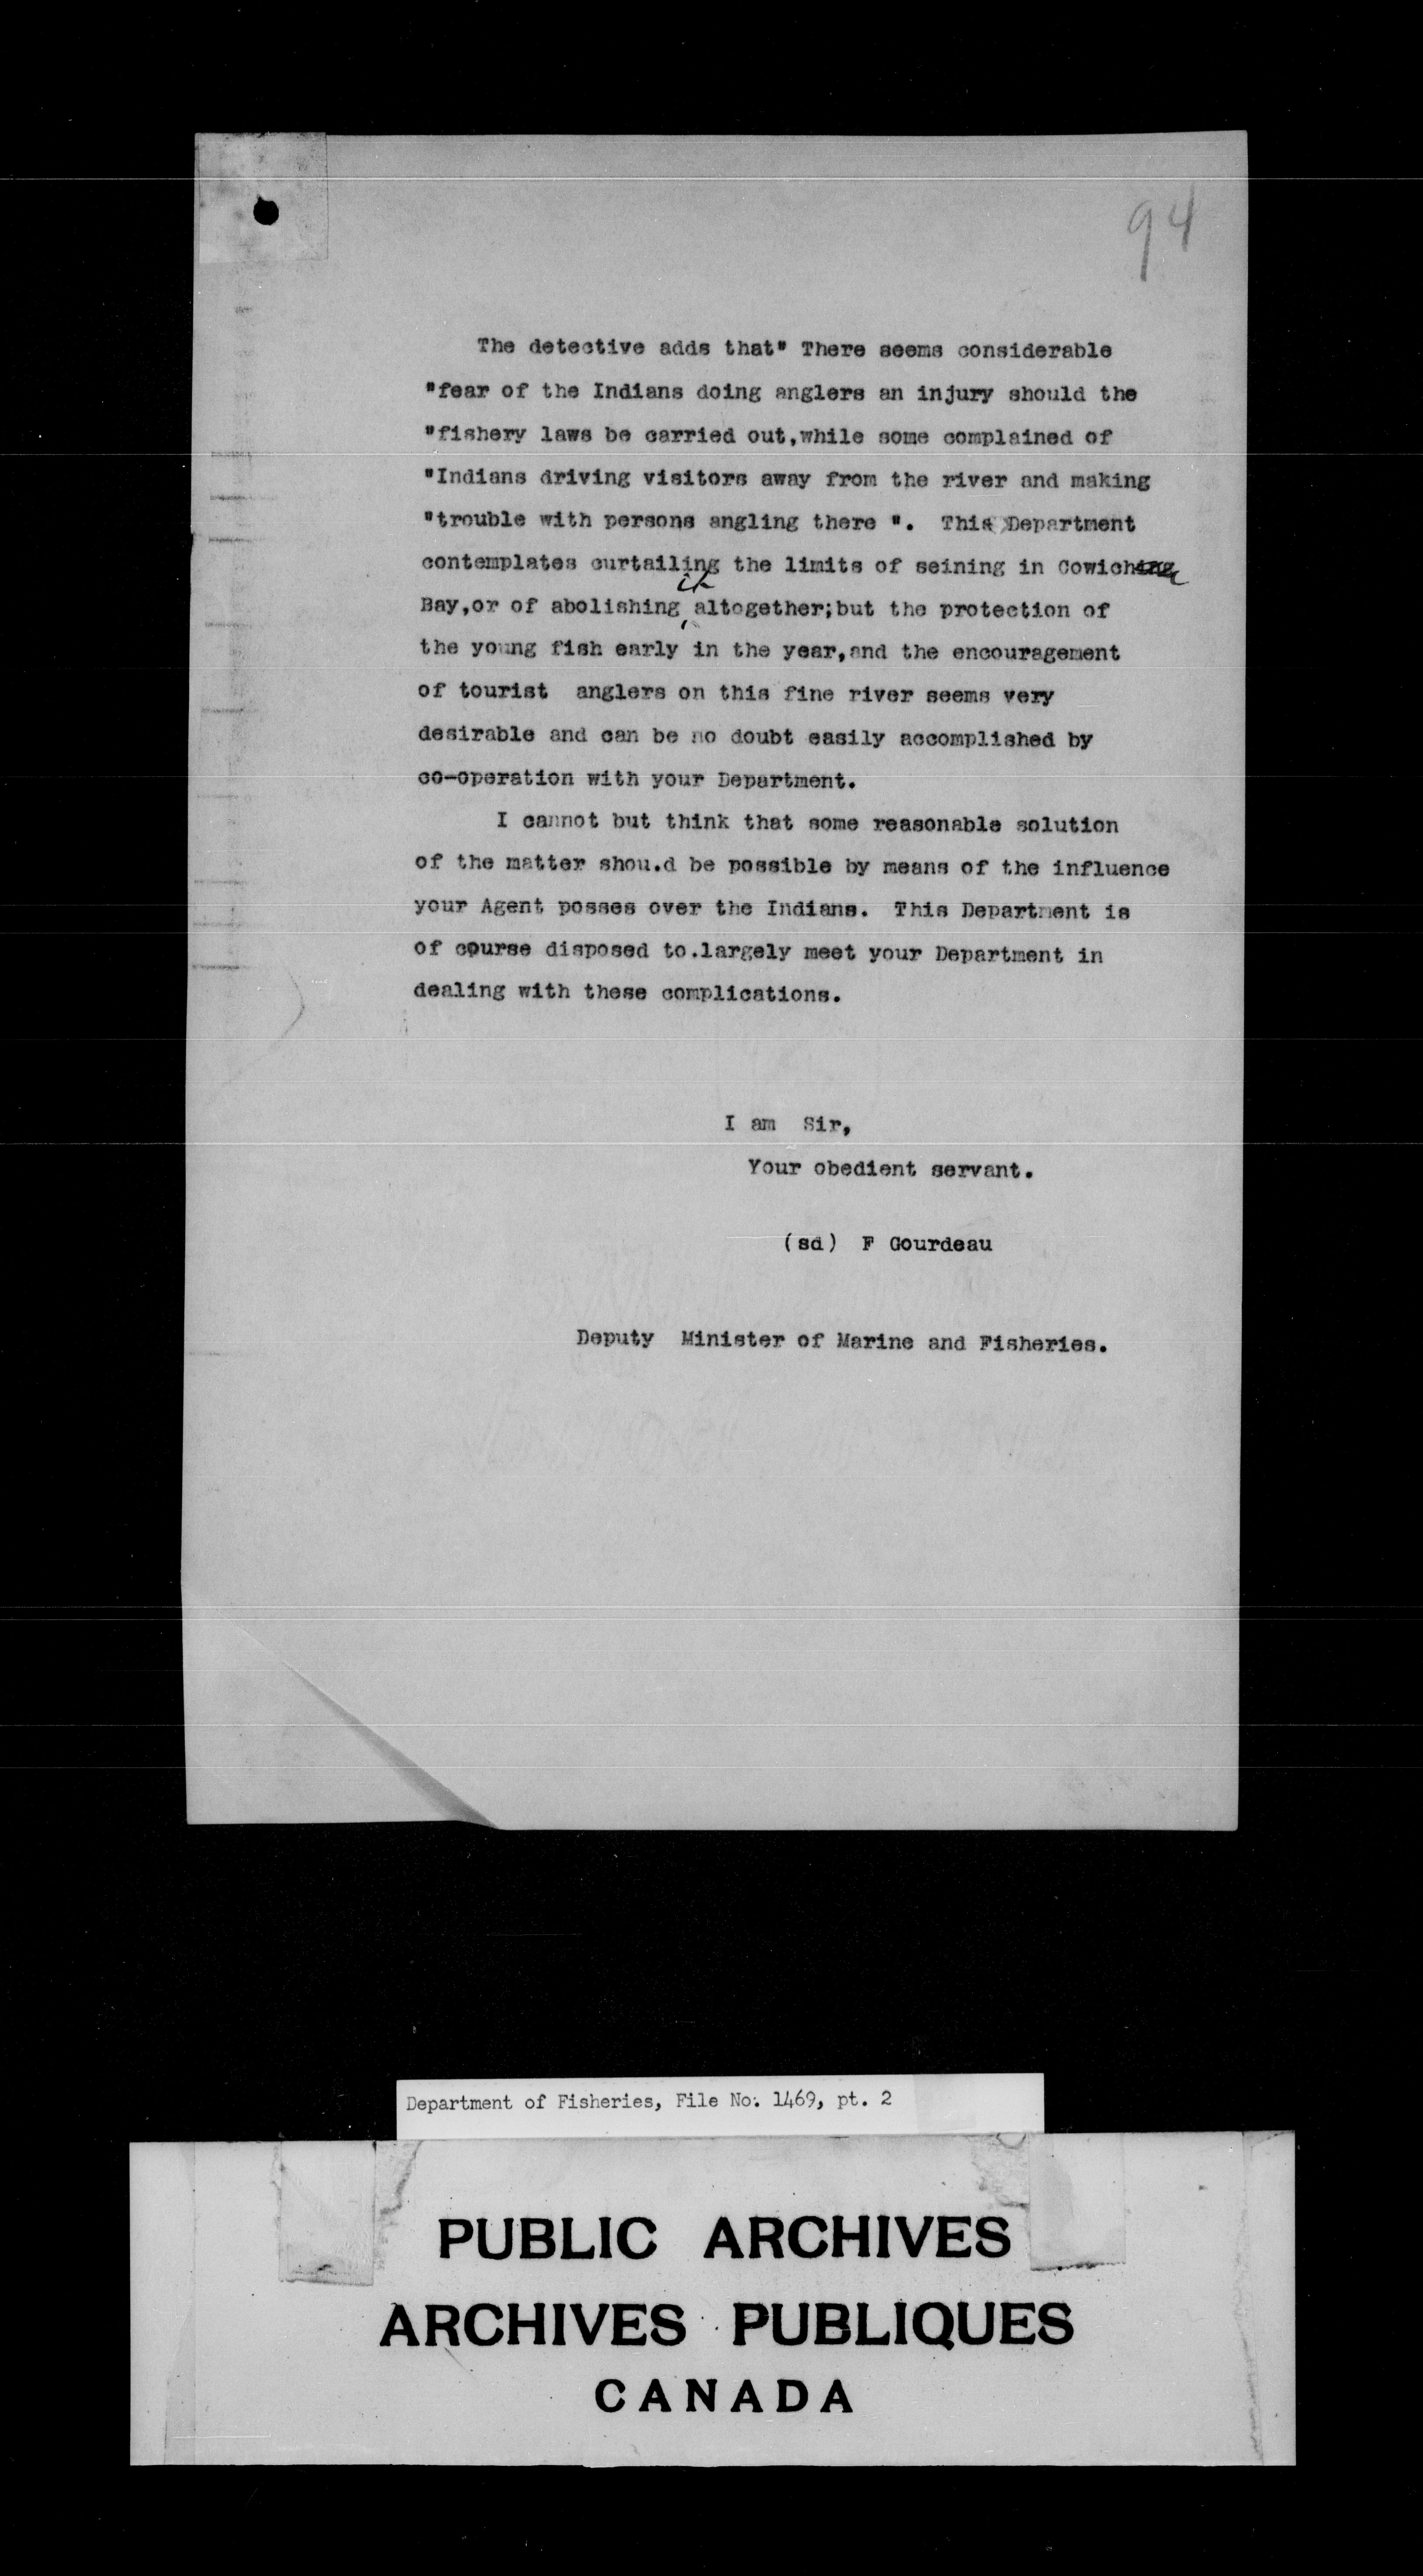 94
The detective adds that" There seems considerable
"fear of the Indians doing anglers an injury should the
"fishery laws be carried out,while some complained of
"Indians driving visitors away from the river and making
"trouble with persons angling there ". This Department
contemplates curtailing the limits of seining in Cowichan
it
Bay,or of abolishing altogether;but the protection of
the young fish early in the year,and the encouragement
of tourist anglers on this fine river seems very
desirable and can be no doubt easily accomplished by
co-operation with your Department.
I cannot but think that some reasonable solution
of the matter shou.d be possible by means of the influence
your Agent posses over the Indians. This Department is
of course disposed to.largely meet your Department in
dealing with these complications.
I am Sir,
Your obedient servant.
(sd) F Gourdeau
Deputy Minister of Marine and Fisheries.
Department of Fisheries, File No. 1469, pt. 2
PUBLIC ARCHIVES
ARCHIVES PUBLIQUES
CANADA